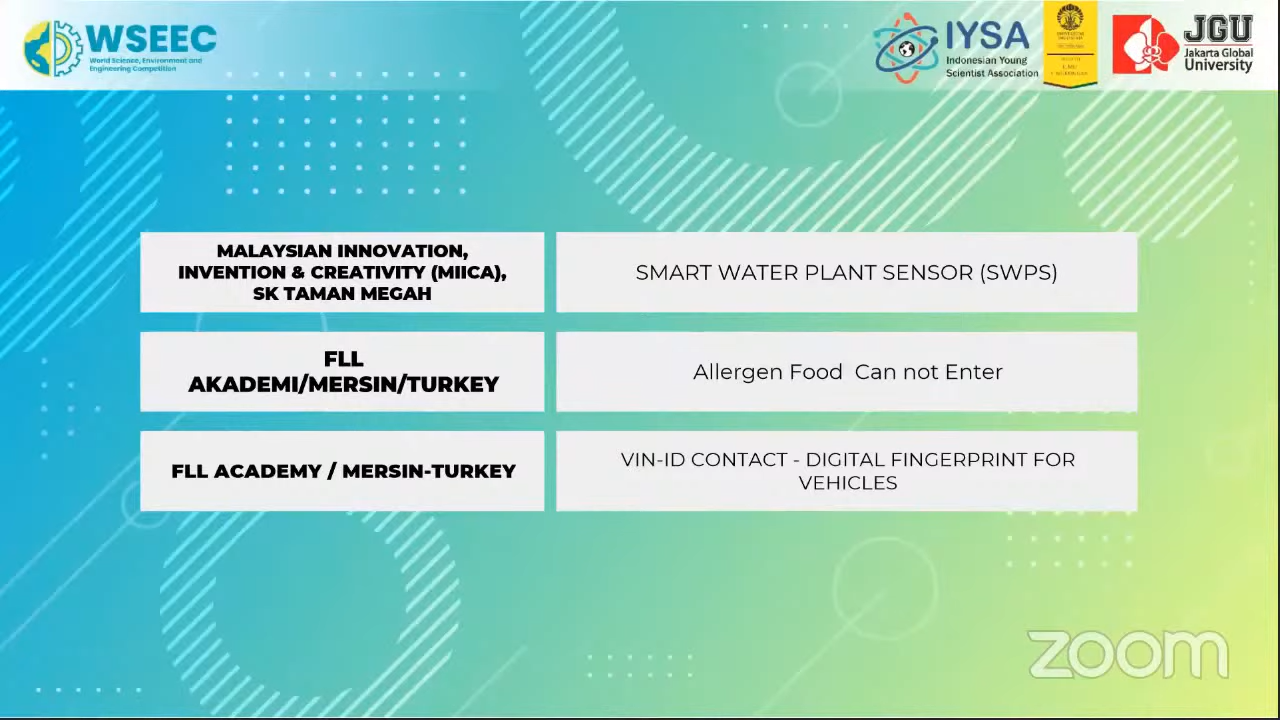 WSEEC
World Science, Environment and
Engineering Competition
IYSA
Indonesian Young
Scientist Association
JGU
Jakarta Global
University
MALAYSIAN INNOVATION,
INVENTION & CREATIVITY (MIICA),
SK TAMAN MEGAH
SMART WATER PLANT SENSOR (SWPS)
FLL
AKADEMI/MERSIN/TURKEY
Allergen Food  Can not Enter
FLL ACADEMY / MERSIN-TURKEY
VIN-ID CONTACT - DIGITAL FINGERPRINT FOR
VEHICLES
zoom